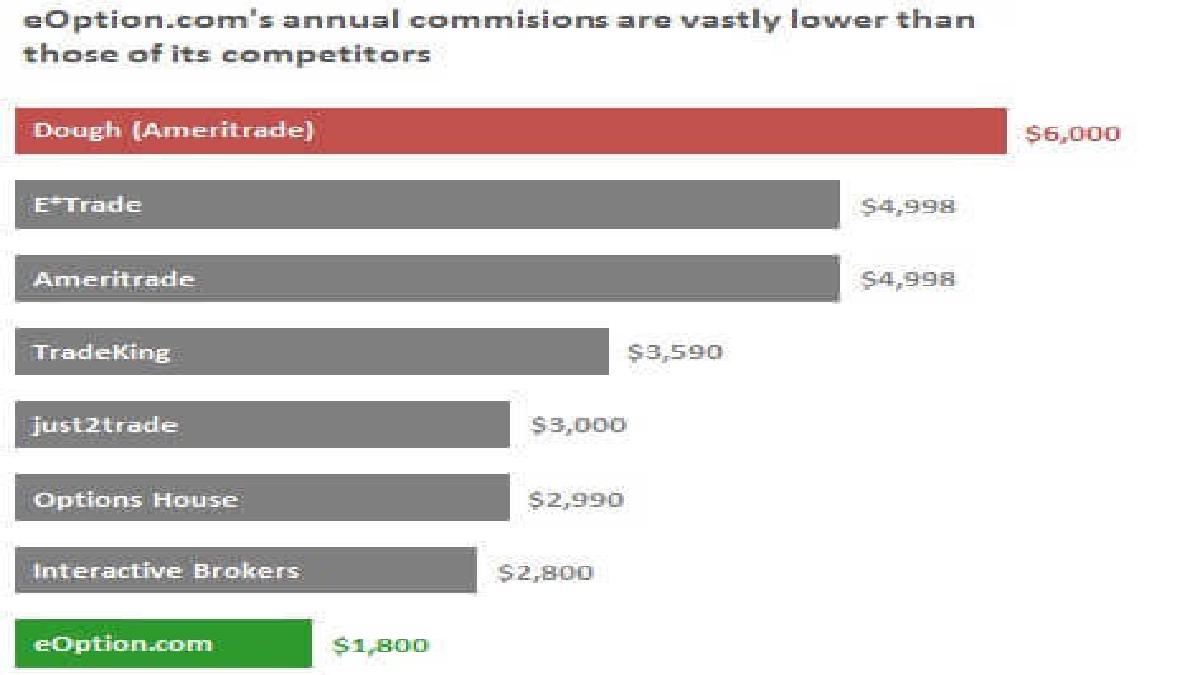 eOption.com's annual commisions are vastly lower than
those of its competitors
Dough (Ameritrade) $6,000
E*Trade $4,998
Ameritrade $4,998
TradeKing $3,590
just2trade $3,000
Options House $2,990
Interactive Brokers $2,800
eOption.com $1,800